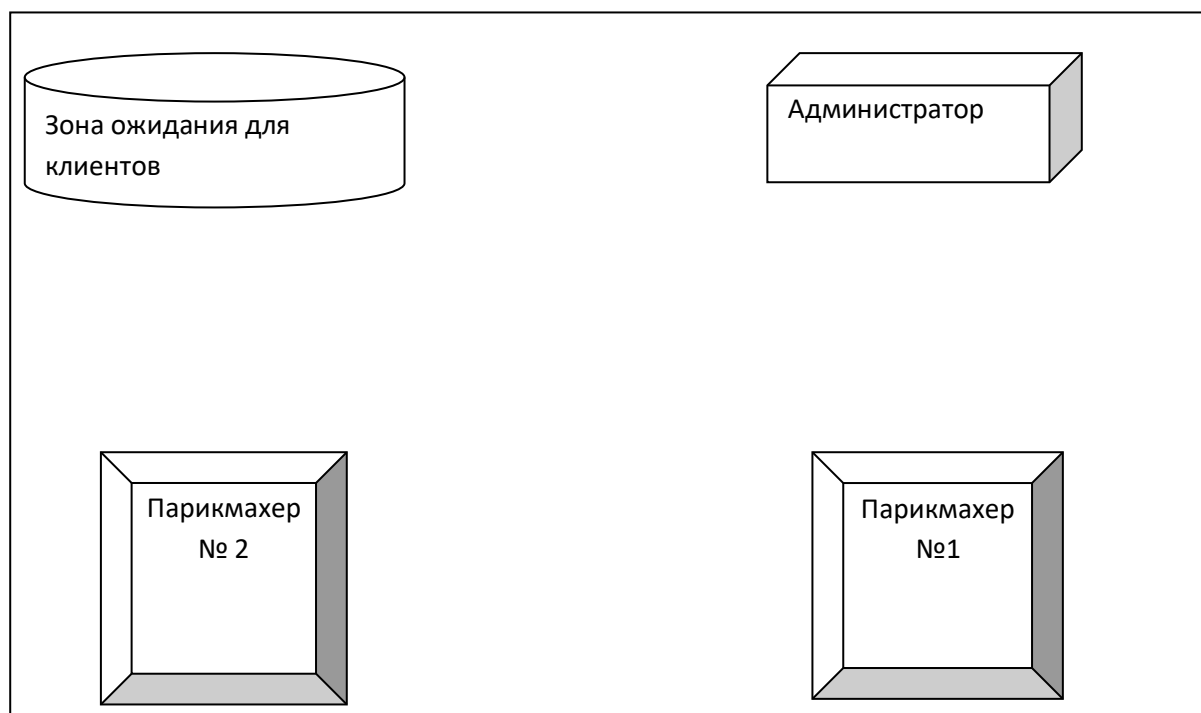 Зона ожидания для
клиентов
Администратор
Парикмахер
№ 2
Парикмахер
№1